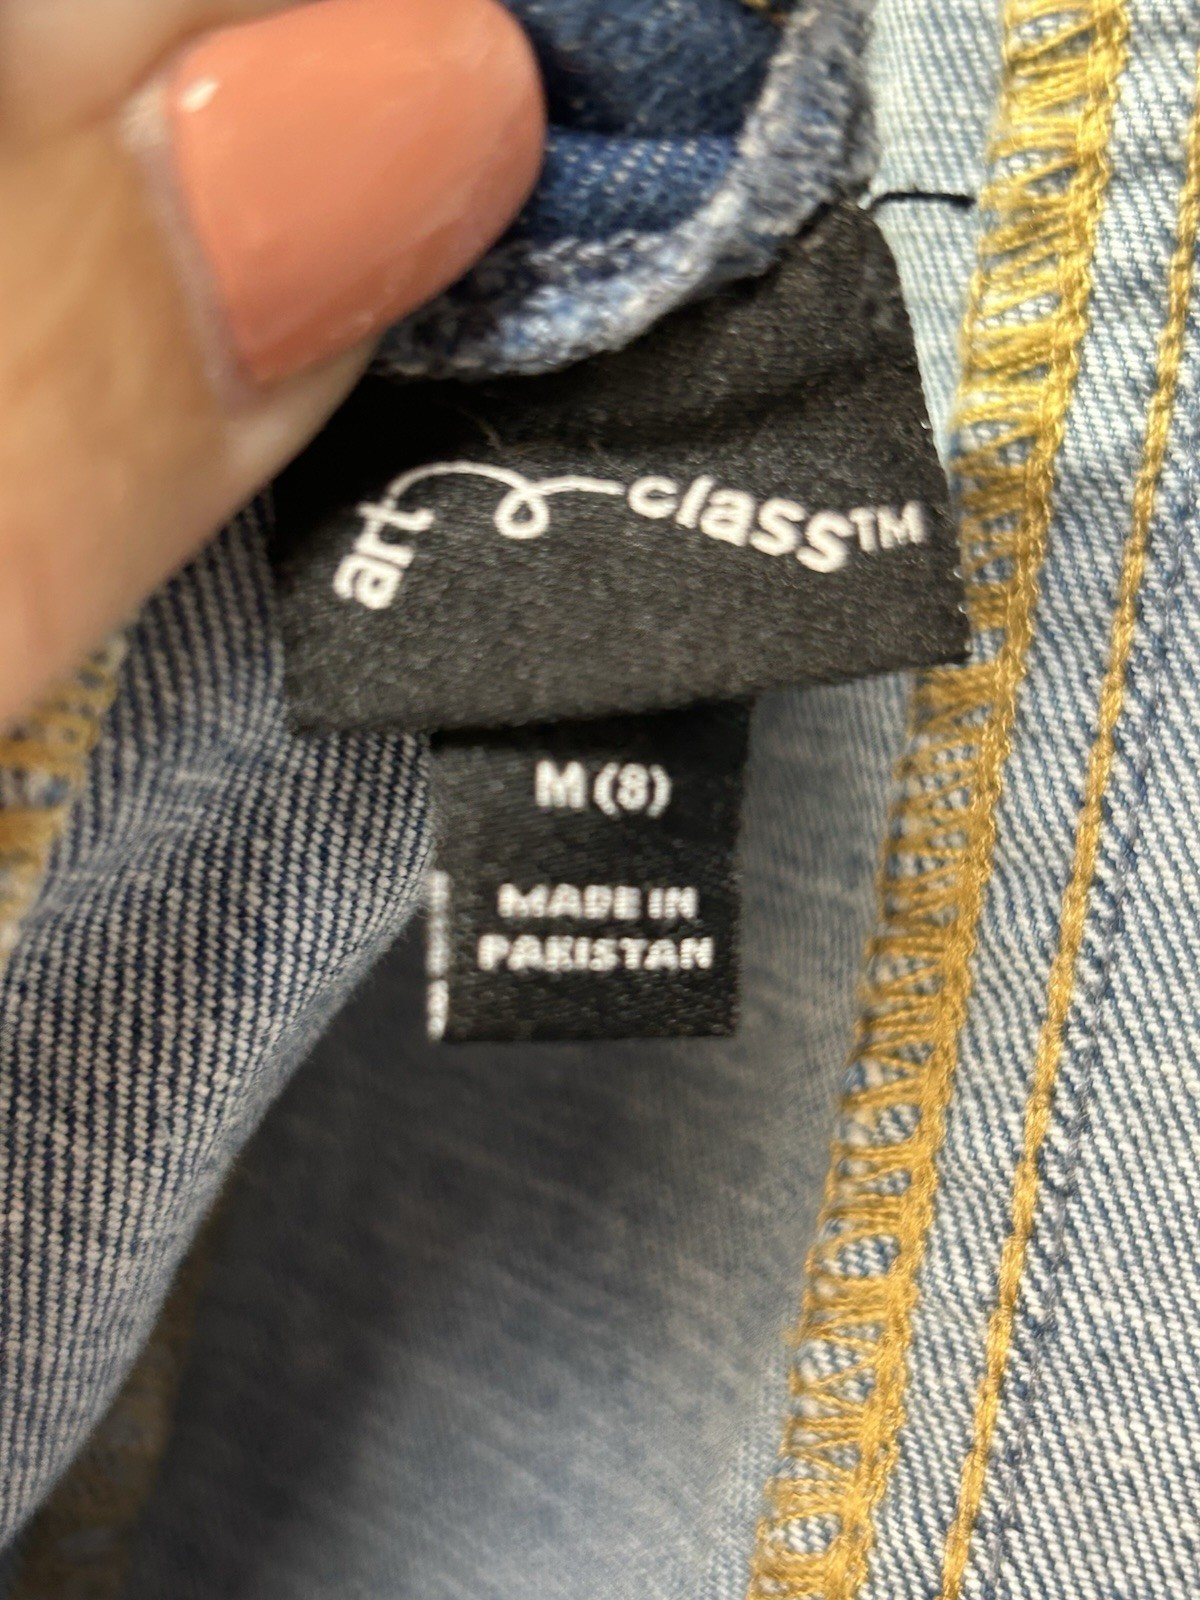 art class™
M (8)
MADE IN
PAKISTAN